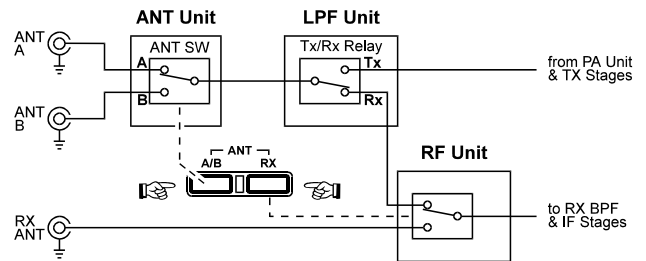 ANT Unit
LPF Unit
ANT
A
ANT SW
A
B
Tx/Rx Relay
Tx
Rx
from PA Unit
& TX Stages
ANT
B
ANT
A/B
RX
RF Unit
RX
ANT
to RX BPF
& IF Stages